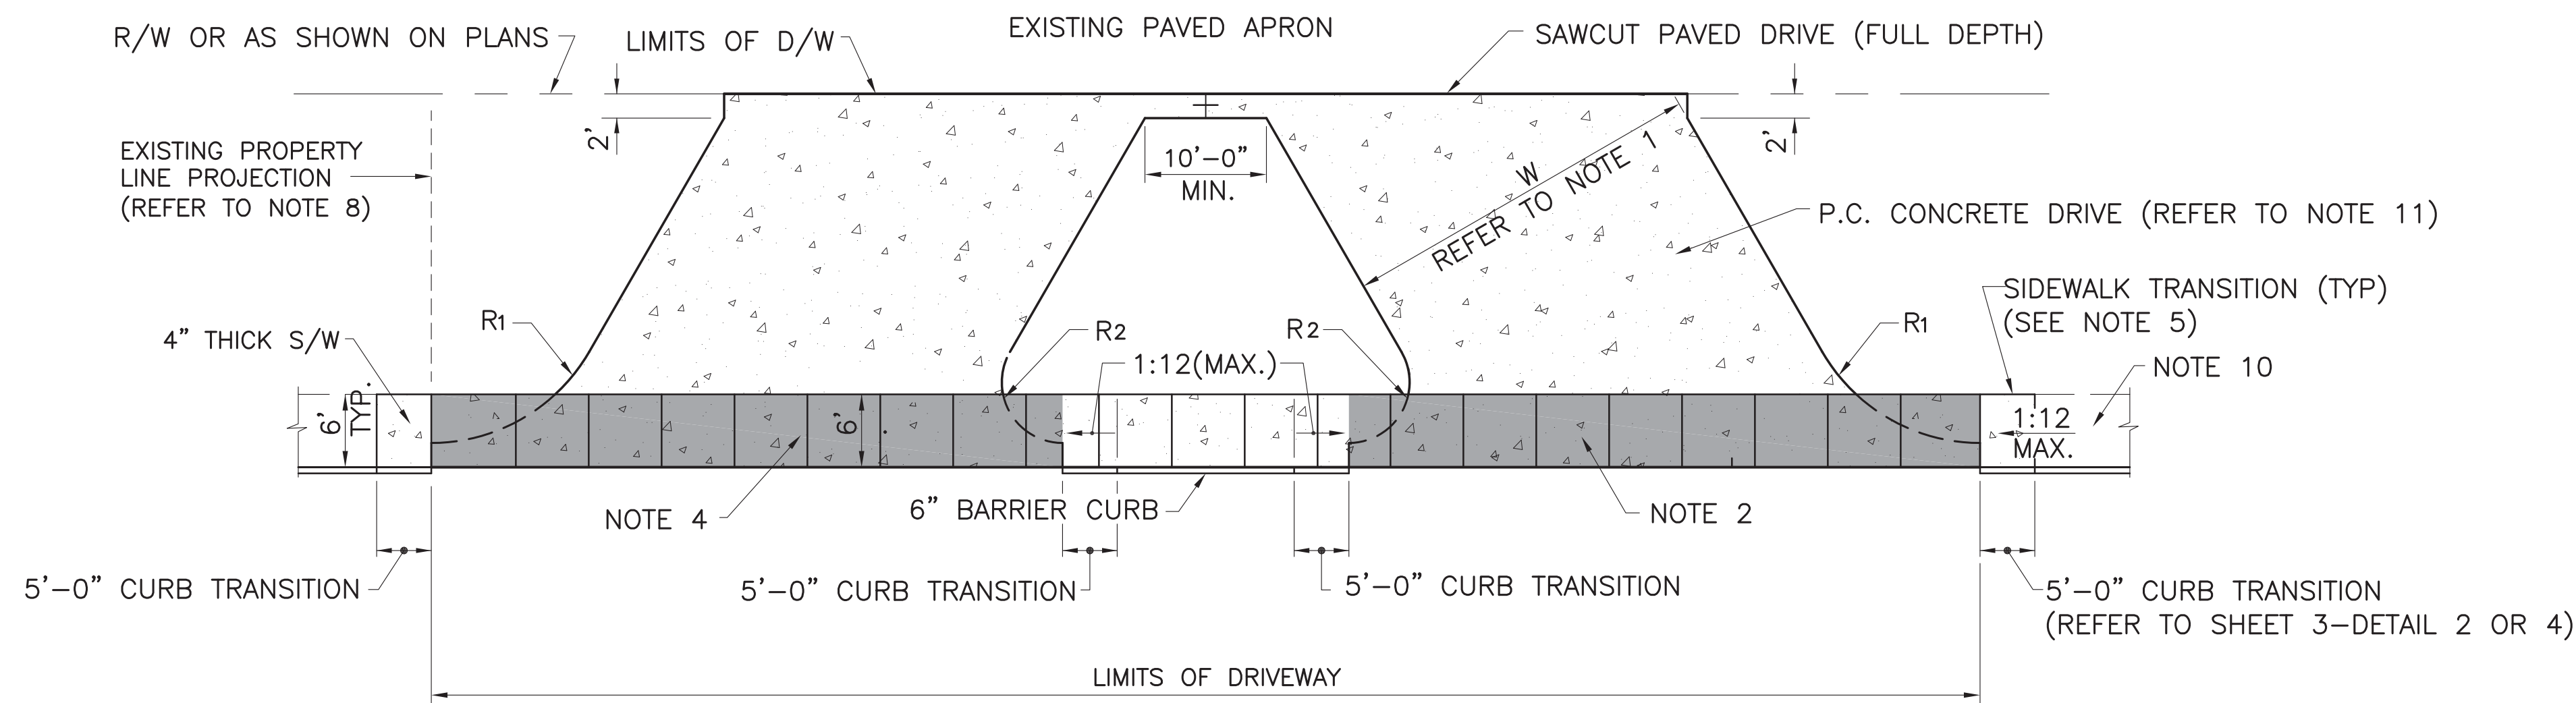 EXISTING PAVED APRON
R/W OR AS SHOWN ON PLANS
LIMITS OF D/W
SAWCUT PAVED DRIVE (FULL DEPTH)
2'
2'
EXISTING PROPERTY
LINE PROJECTION
(REFER TO NOTE 8)
10'-0"
MIN.
W
REFER TO NOTE 1
P.C. CONCRETE DRIVE (REFER TO NOTE 11)
SIDEWALK TRANSITION (TYP)
(SEE NOTE 5)
4" THICK S/W
R1
R2
R2
R1
1:12(MAX.)
NOTE 10
6'
TYP.
6'
1:12
MAX.
NOTE 4
6" BARRIER CURB
NOTE 2
5'-0" CURB TRANSITION
5'-0" CURB TRANSITION
5'-0" CURB TRANSITION
5'-0" CURB TRANSITION
(REFER TO SHEET 3-DETAIL 2 OR 4)
LIMITS OF DRIVEWAY